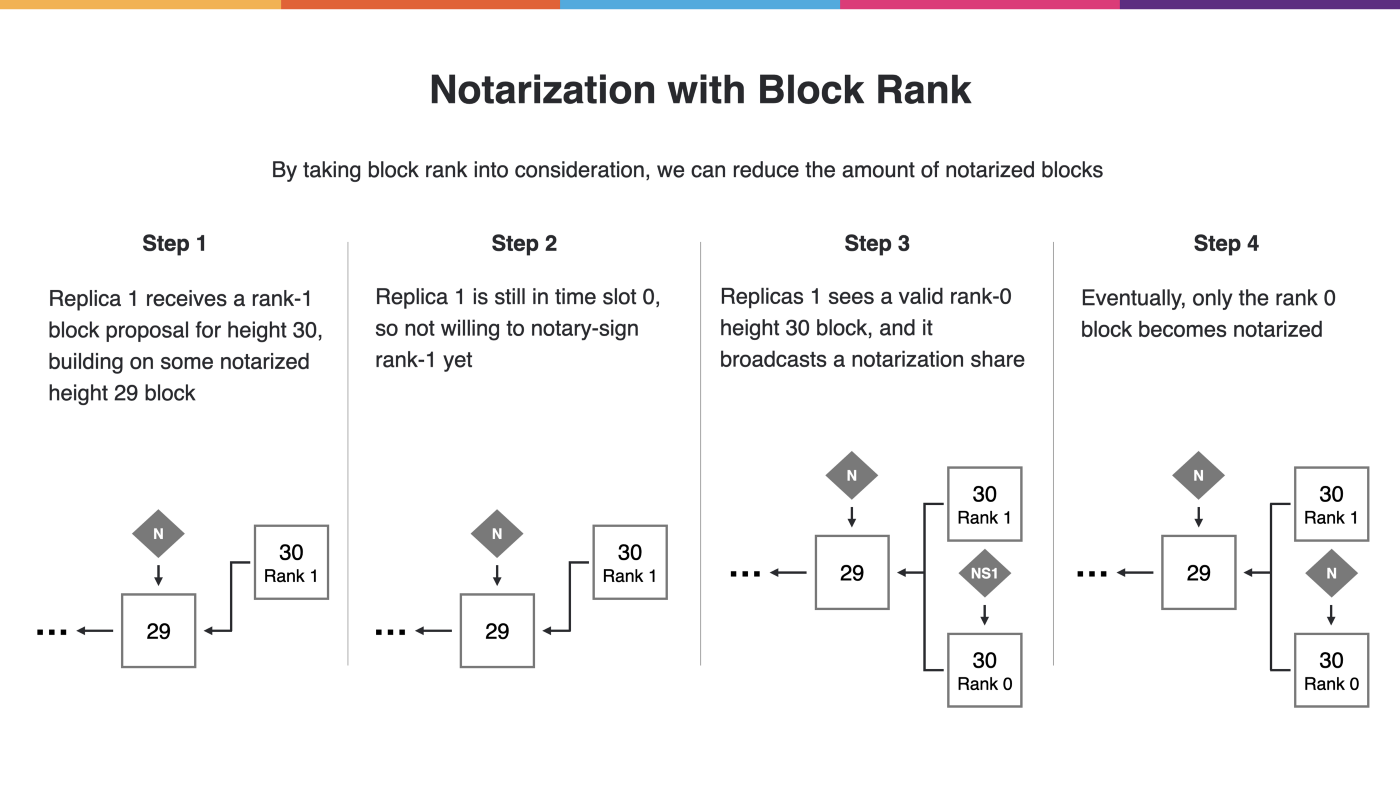 Notarization with Block Rank
By taking block rank into consideration, we can reduce the amount of notarized blocks
Step 1
Replica 1 receives a rank-1
block proposal for height 30,
building on some notarized
height 29 block
N
30
Rank 1
...
29
Step 2
Replica 1 is still in time slot 0,
so not willing to notary-sign
rank-1 yet
N
30
Rank 1
...
29
Step 3
Replicas 1 sees a valid rank-0
height 30 block, and it
broadcasts a notarization share
N
30
Rank 1
...
29
NS1
30
Rank 0
Step 4
Eventually, only the rank 0
block becomes notarized
N
30
Rank 1
...
29
N
30
Rank 0